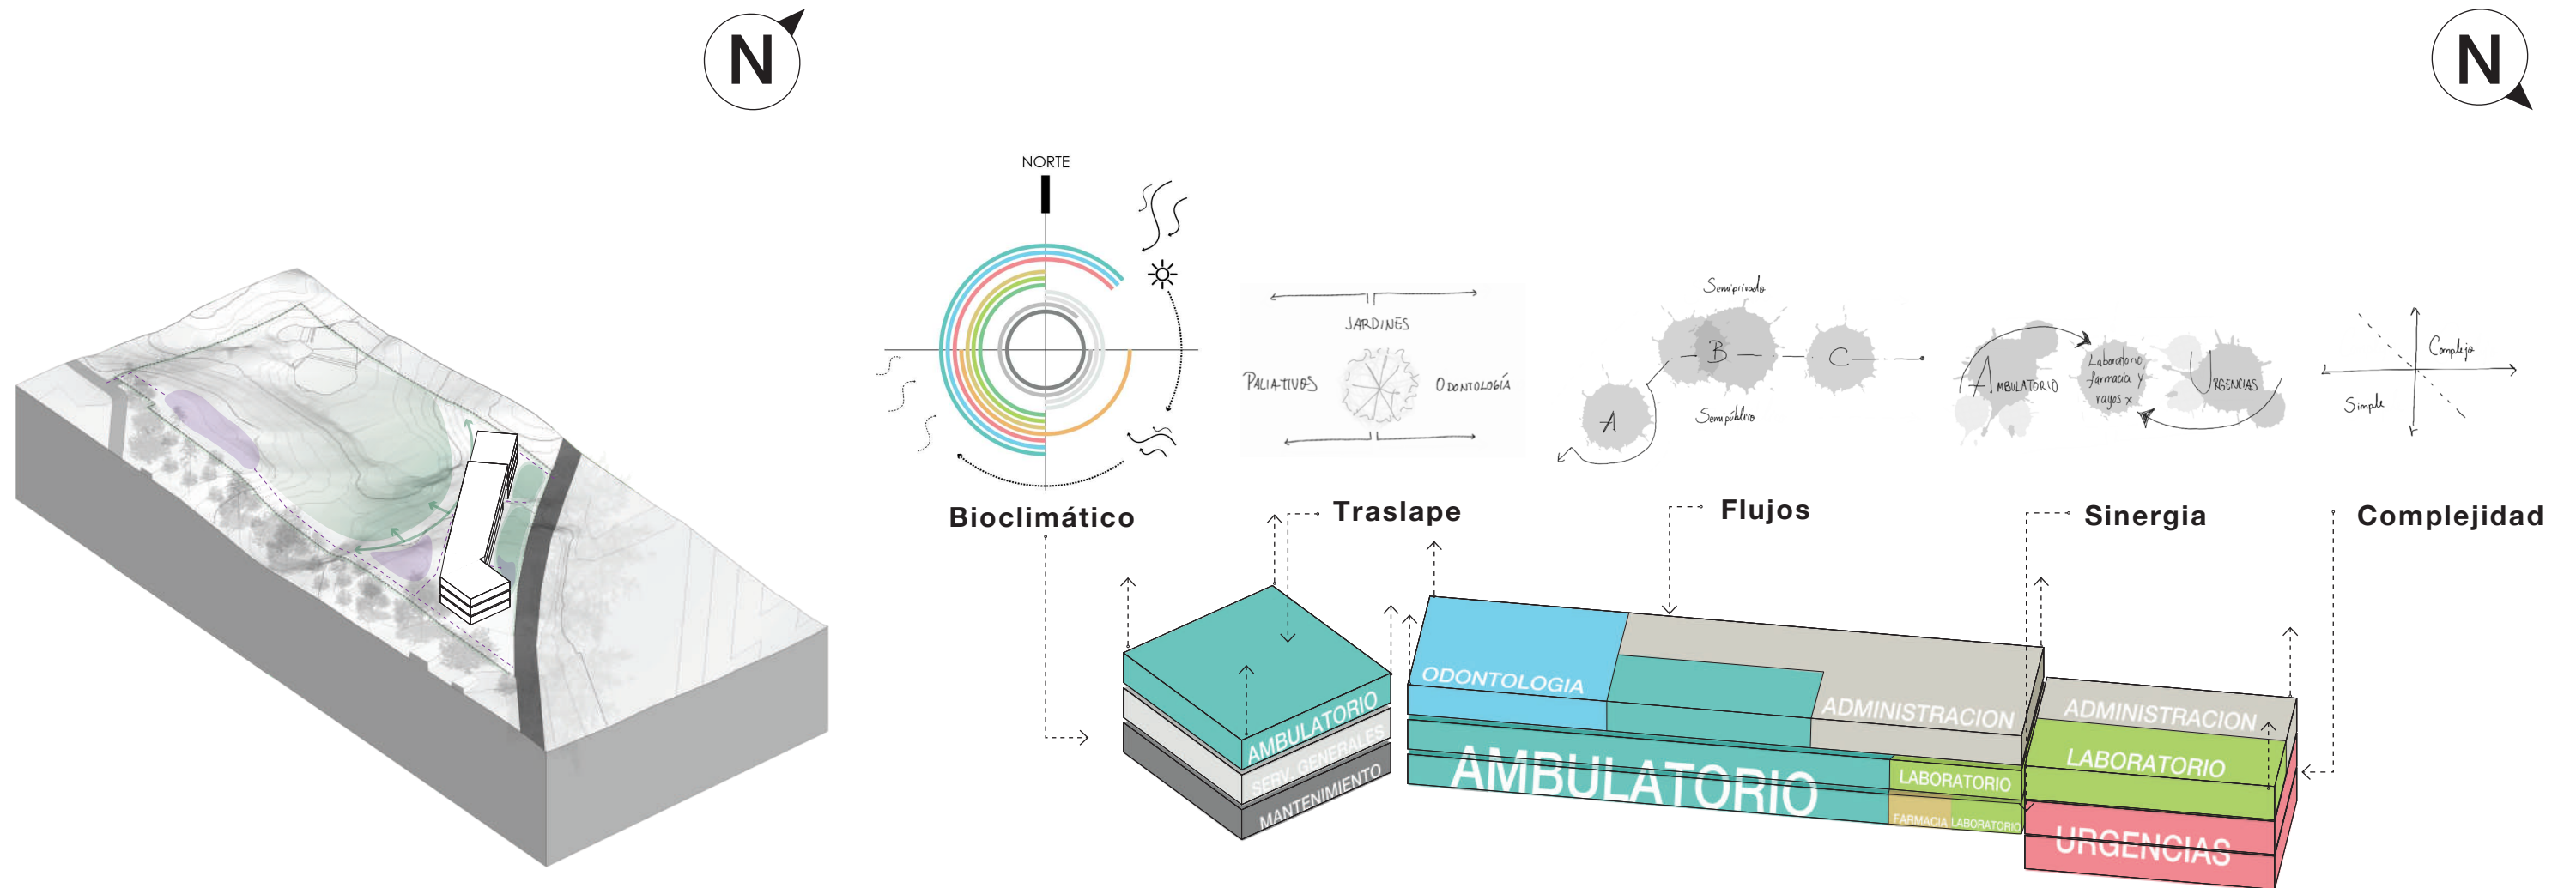 N
N
NORTE
JARDINES
PALIATIVOS
ODONTOLOGÍA
Semiprivado
A
B
C
Semipúblico
AMBULATORIO
Laboratorio
farmacia y
rayos x
URGENCIAS
Complejo
Simple
Bioclimático
Traslape
Flujos
Sinergia
Complejidad
AMBULATORIO
SERV. GENERALES
MANTENIMIENTO
ODONTOLOGIA
ADMINISTRACION
AMBULATORIO
LABORATORIO
FARMACIA
LABORATORIO
ADMINISTRACION
LABORATORIO
URGENCIAS